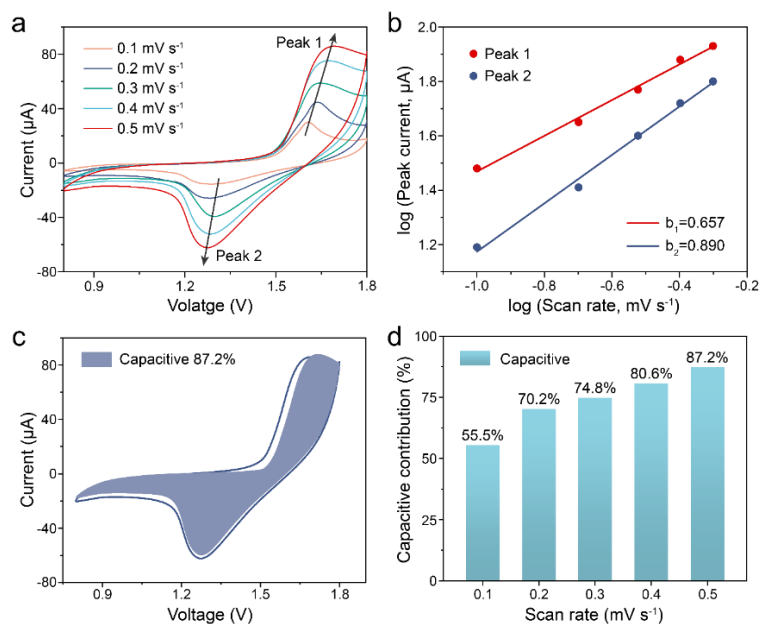 a
0.1 mV s⁻¹
0.2 mV s⁻¹
0.3 mV s⁻¹
0.4 mV s⁻¹
0.5 mV s⁻¹
Peak 1
Peak 2
80
40
0
-40
-80
Current (μA)
0.9
1.2
1.5
1.8
Volatge (V)
b
Peak 1
Peak 2
b₁=0.657
b₂=0.890
2.0
1.8
1.6
1.4
1.2
log (Peak current, μA)
-1.0
-0.8
-0.6
-0.4
-0.2
log (Scan rate, mV s⁻¹)
c
Capacitive 87.2%
80
40
0
-40
-80
Current (μA)
0.9
1.2
1.5
1.8
Voltage (V)
d
Capacitive
55.5%
70.2%
74.8%
80.6%
87.2%
100
75
50
25
0
Capacitive contribution (%)
0.1
0.2
0.3
0.4
0.5
Scan rate (mV s⁻¹)